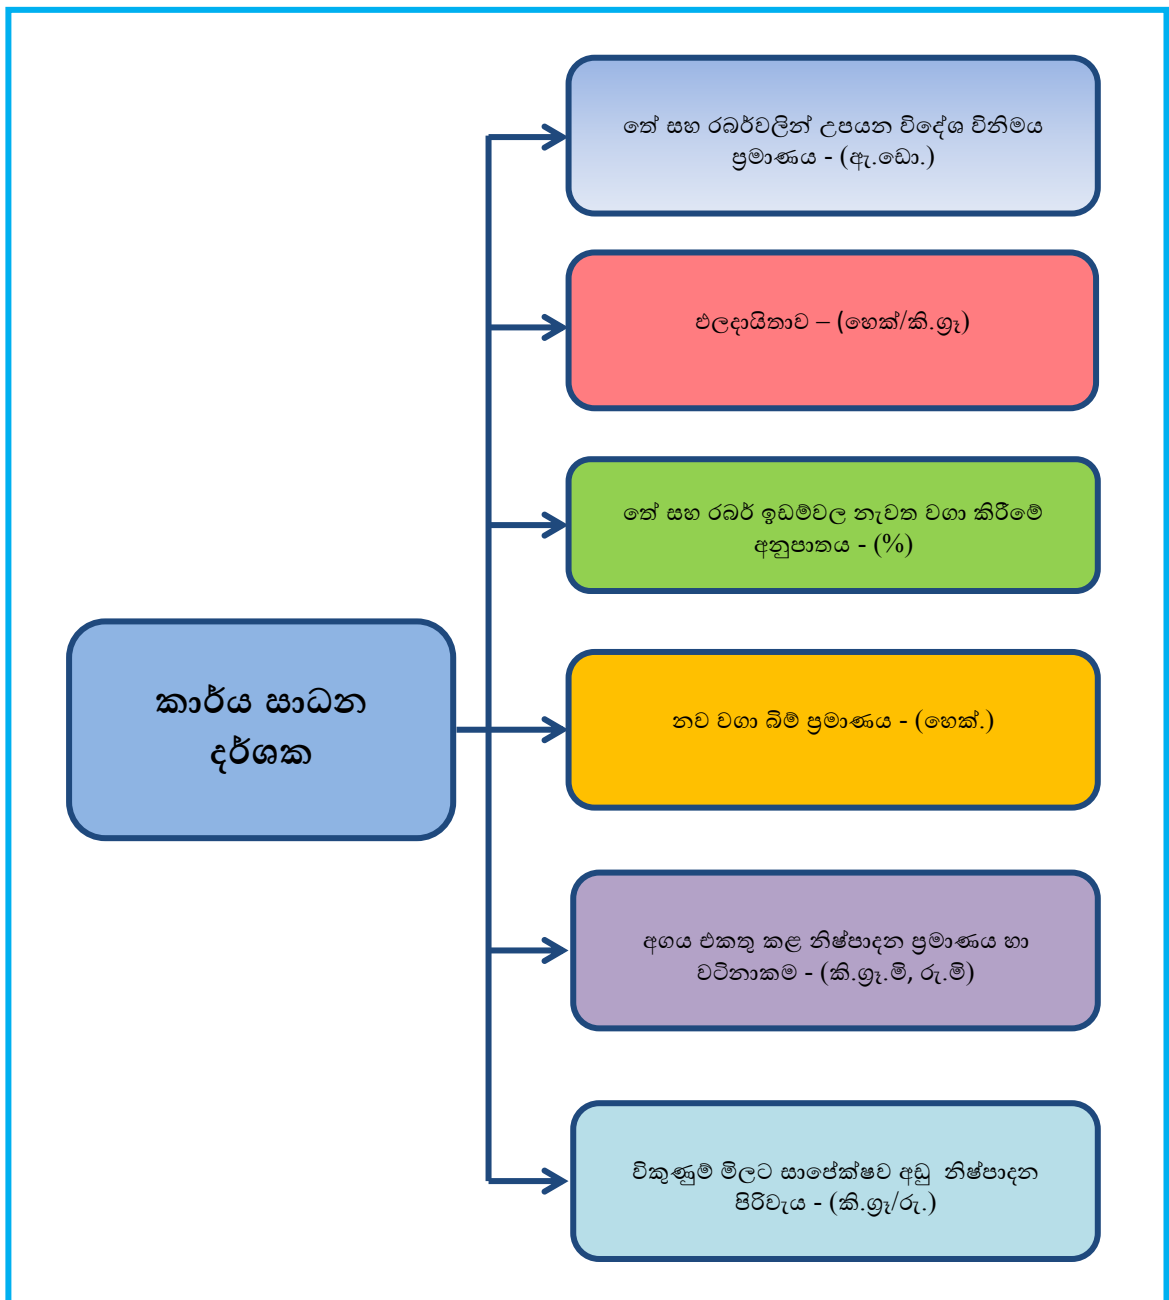 තේ සහ රබර්වලින් උපයන විදේශ විනිමය
ප්‍රමාණය - (ඇ.ඩො.)
ඵලදායිතාව – (හෙක්/කි.ග්‍රෑ)
තේ සහ රබර් ඉඩම්වල නැවත වගා කිරීමේ
අනුපාතය - (%)
කාර්ය සාධන
දර්ශක
නව වගා බිම් ප්‍රමාණය - (හෙක්.)
අගය එකතු කළ නිෂ්පාදන ප්‍රමාණය හා
වටිනාකම - (කි.ග්‍රෑ.මි, රු.මි)
විකුණුම් මිලට සාපේක්ෂව අඩු නිෂ්පාදන
පිරිවැය - (කි.ග්‍රෑ/රු.)